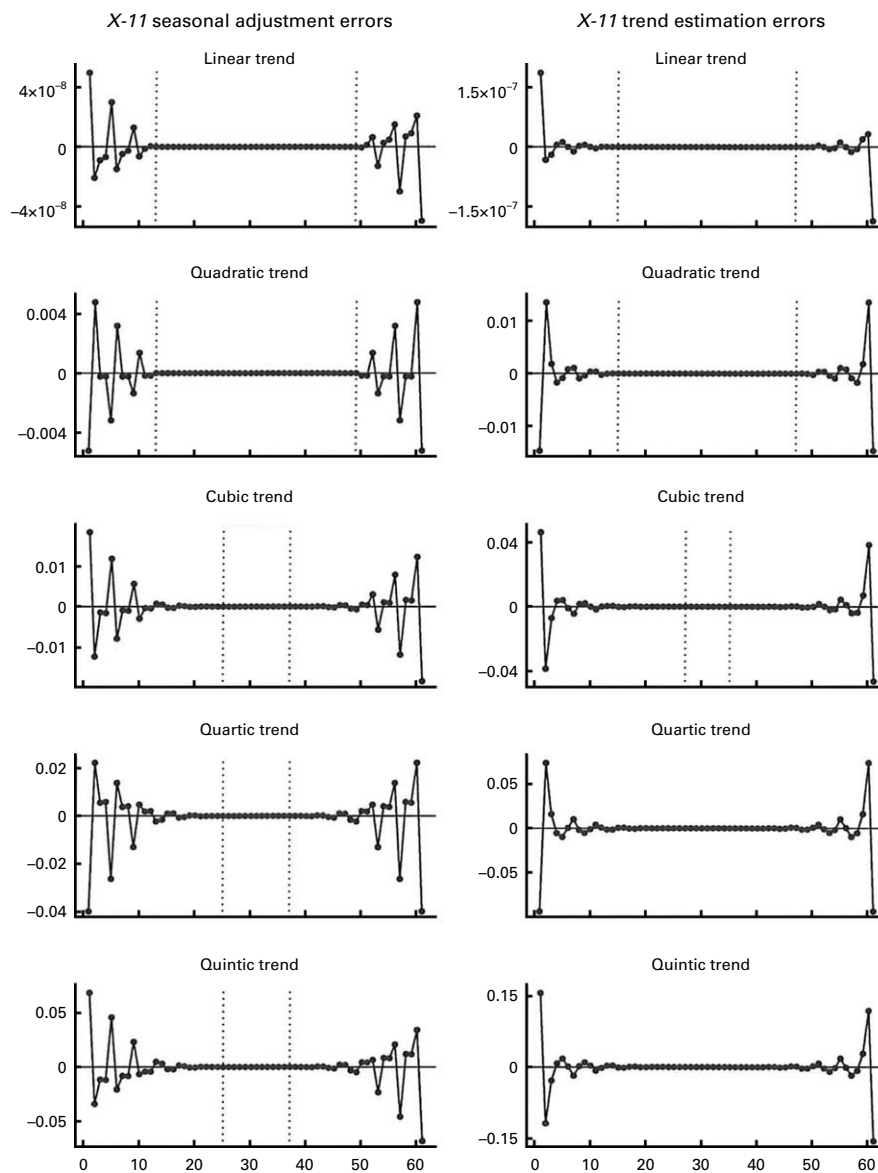 X-11 seasonal adjustment errors
X-11 trend estimation errors
Linear trend
4×10⁻⁸
0
−4×10⁻⁸
Linear trend
1.5×10⁻⁷
0
−1.5×10⁻⁷
Quadratic trend
0.004
0
−0.004
Quadratic trend
0.01
0
−0.01
Cubic trend
0.01
0
−0.01
Cubic trend
0.04
0
−0.04
Quartic trend
0.02
0
−0.02
−0.04
Quartic trend
0.05
0
−0.05
Quintic trend
0.05
0
−0.05
0 10 20 30 40 50 60
Quintic trend
0.15
0
−0.15
0 10 20 30 40 50 60